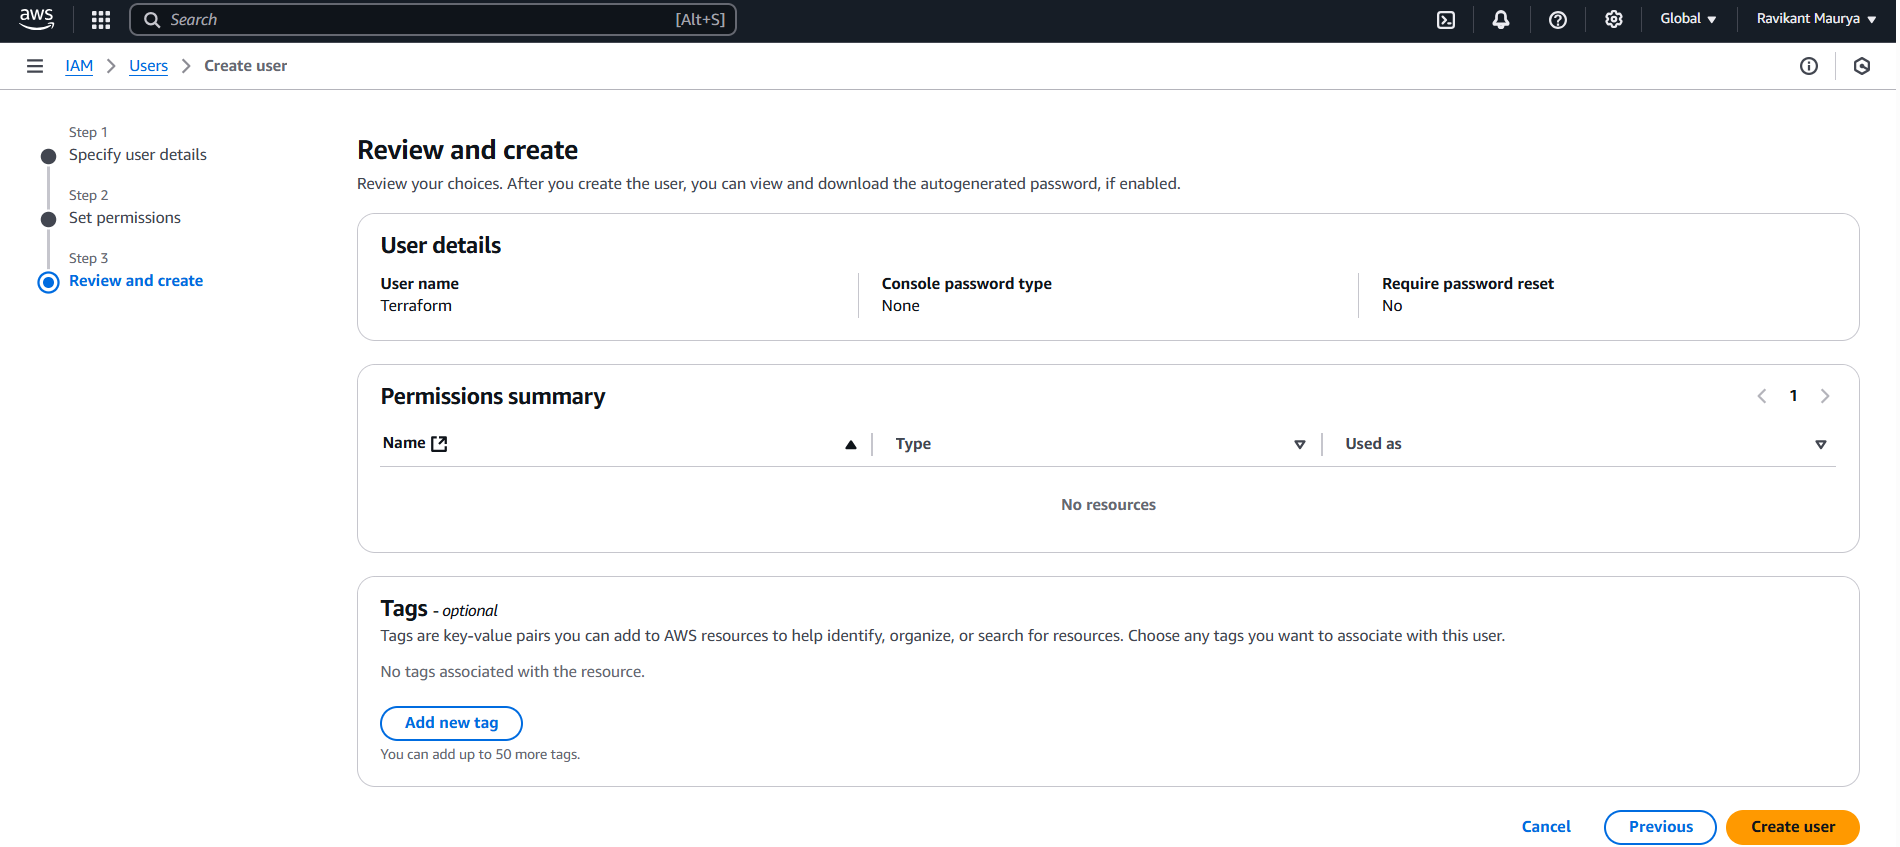 aws
Search [Alt+S]
Global
Ravikant Maurya
IAM > Users > Create user
Step 1
Specify user details
Step 2
Set permissions
Step 3
Review and create
Review and create
Review your choices. After you create the user, you can view and download the autogenerated password, if enabled.
User details
User name
Terraform
Console password type
None
Require password reset
No
Permissions summary
1
Name Type Used as
No resources
Tags - optional
Tags are key-value pairs you can add to AWS resources to help identify, organize, or search for resources. Choose any tags you want to associate with this user.
No tags associated with the resource.
Add new tag
You can add up to 50 more tags.
Cancel Previous Create user